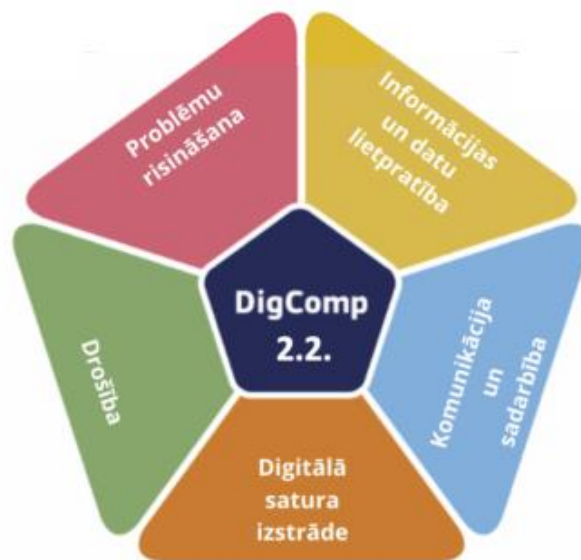 Problēmu
risināšana
Informācijas
un datu
lietpratība
DigComp
2.2.
Drošība
Komunikācija
un
sadarbība
Digitālā
satura
izstrāde